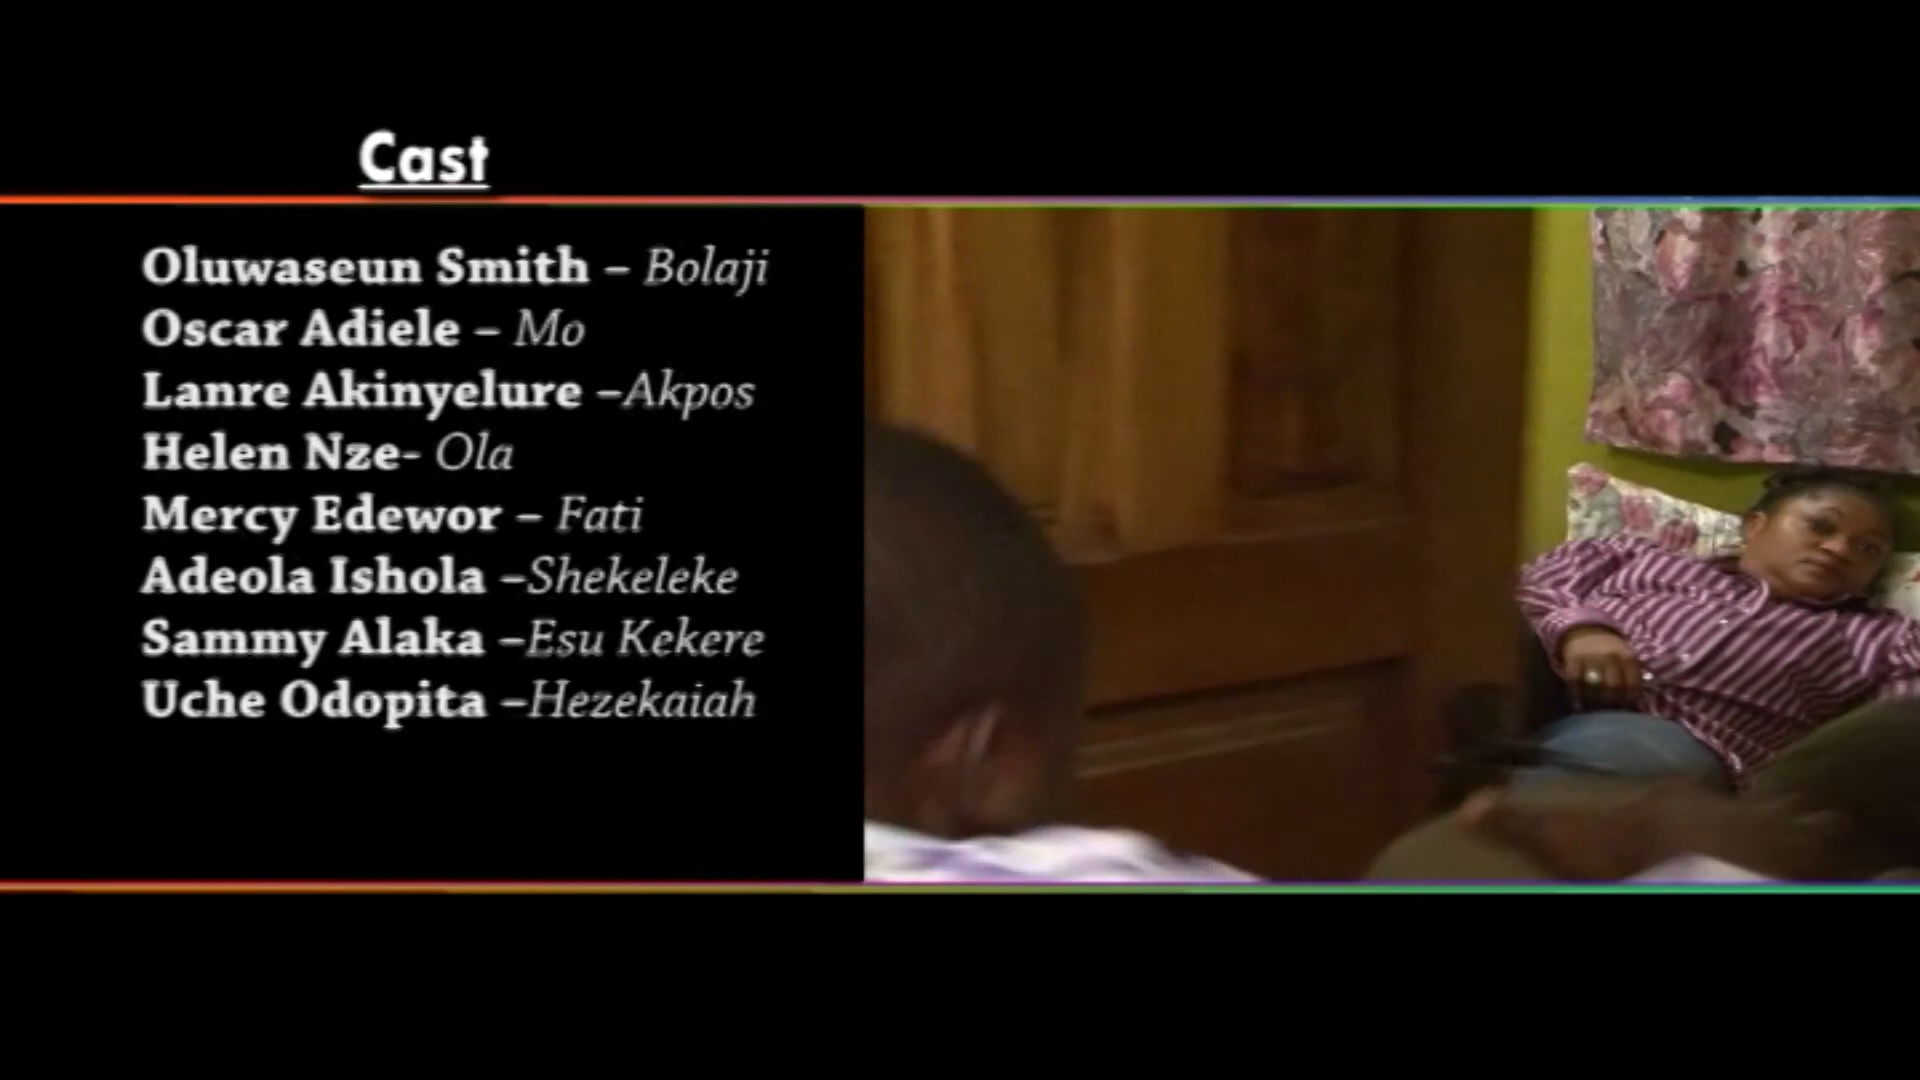 Cast
Oluwaseun Smith – Bolaji
Oscar Adiele – Mo
Lanre Akinyelure –Akpos
Helen Nze- Ola
Mercy Edewor – Fati
Adeola Ishola –Shekeleke
Sammy Alaka –Esu Kekere
Uche Odopita –Hezekaiah